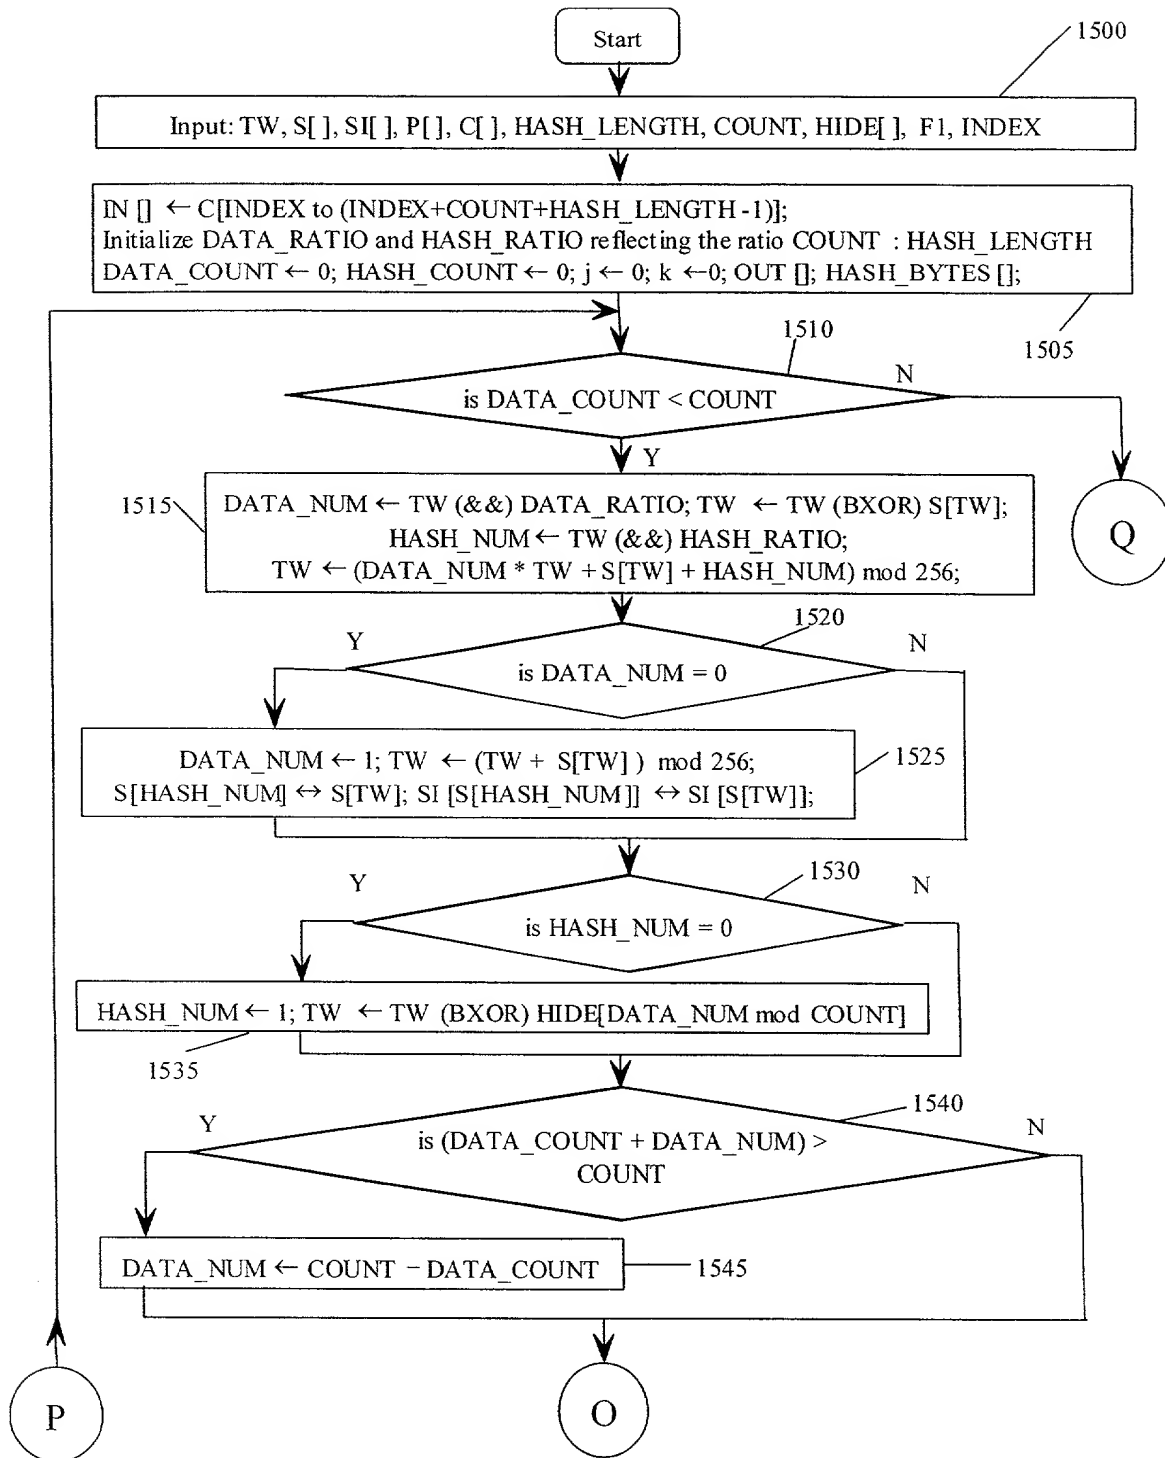 Start
1500
Input: TW, S[ ], SI[ ], P[ ], C[ ], HASH_LENGTH, COUNT, HIDE[ ], F1, INDEX
IN [] ← C[INDEX to (INDEX+COUNT+HASH_LENGTH -1)];
Initialize DATA_RATIO and HASH_RATIO reflecting the ratio COUNT : HASH_LENGTH
DATA_COUNT ← 0; HASH_COUNT ← 0; j ← 0; k ←0; OUT []; HASH_BYTES [];
1505
1510
is DATA_COUNT < COUNT
N
Y
Q
1515
DATA_NUM ← TW (&&) DATA_RATIO; TW ← TW (BXOR) S[TW];
HASH_NUM ← TW (&&) HASH_RATIO;
TW ← (DATA_NUM * TW + S[TW] + HASH_NUM) mod 256;
1520
Y
N
is DATA_NUM = 0
DATA_NUM ← 1; TW ← (TW + S[TW] ) mod 256;
S[HASH_NUM] ↔ S[TW]; SI [S[HASH_NUM]] ↔ SI [S[TW]];
1525
1530
Y
N
is HASH_NUM = 0
HASH_NUM ← 1; TW ← TW (BXOR) HIDE[DATA_NUM mod COUNT]
1535
1540
Y
N
is (DATA_COUNT + DATA_NUM) >
COUNT
DATA_NUM ← COUNT − DATA_COUNT
1545
P
O